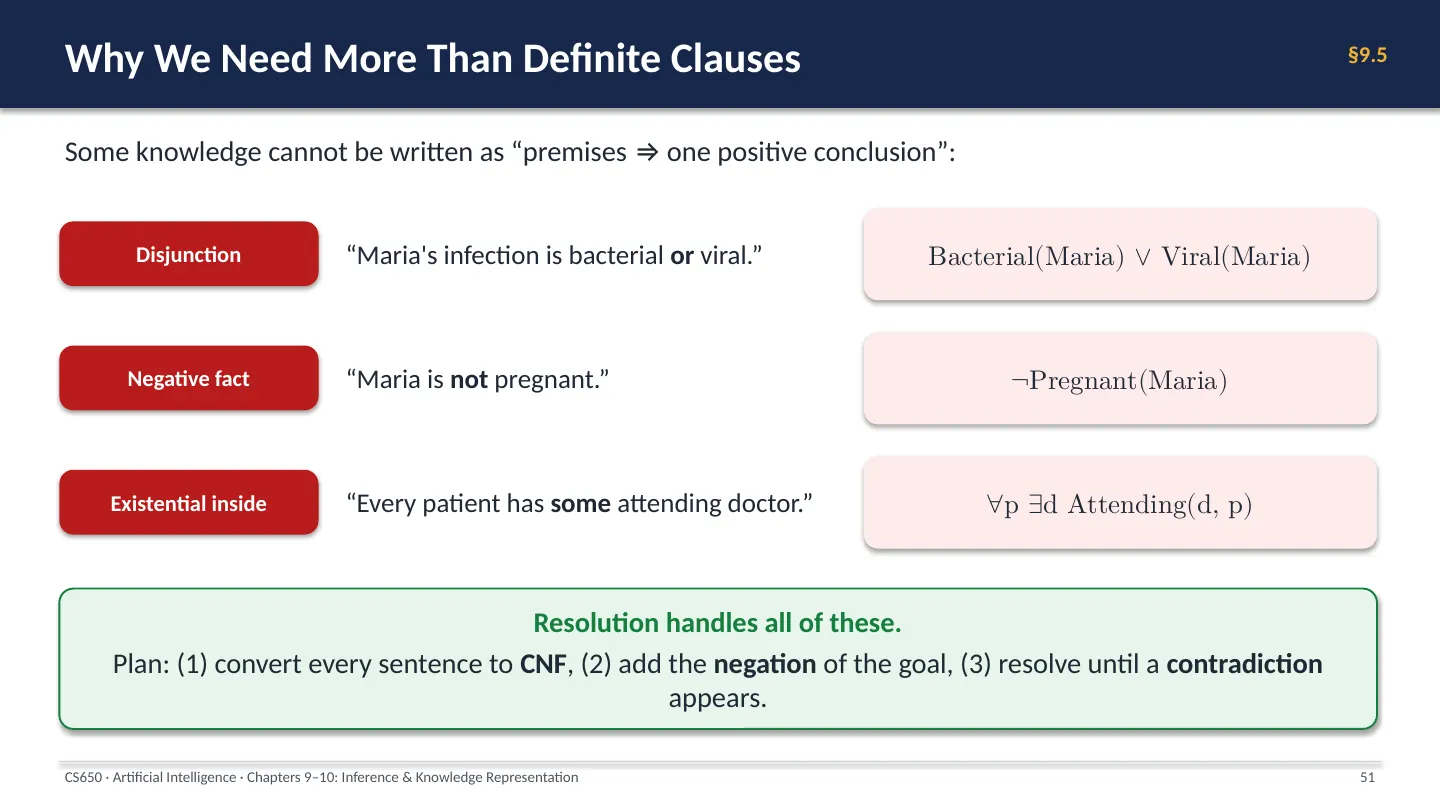 Why We Need More Than Definite Clauses
§9.5
Some knowledge cannot be written as “premises ⇒ one positive conclusion”:
Disjunction
“Maria's infection is bacterial or viral.”
Bacterial(Maria) ∨ Viral(Maria)
Negative fact
“Maria is not pregnant.”
¬Pregnant(Maria)
Existential inside
“Every patient has some attending doctor.”
∀p ∃d Attending(d, p)
Resolution handles all of these.
Plan: (1) convert every sentence to CNF, (2) add the negation of the goal, (3) resolve until a contradiction
appears.
CS650 · Artificial Intelligence · Chapters 9–10: Inference & Knowledge Representation
51